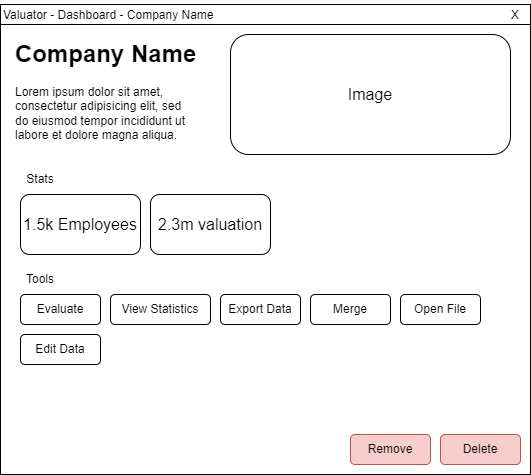 Valuator - Dashboard - Company Name X
Company Name
Lorem ipsum dolor sit amet,
consectetur adipisicing elit, sed
do eiusmod tempor incididunt ut
labore et dolore magna aliqua.
Image
Stats
1.5k Employees 2.3m valuation
Tools
Evaluate View Statistics Export Data Merge Open File
Edit Data
Remove Delete